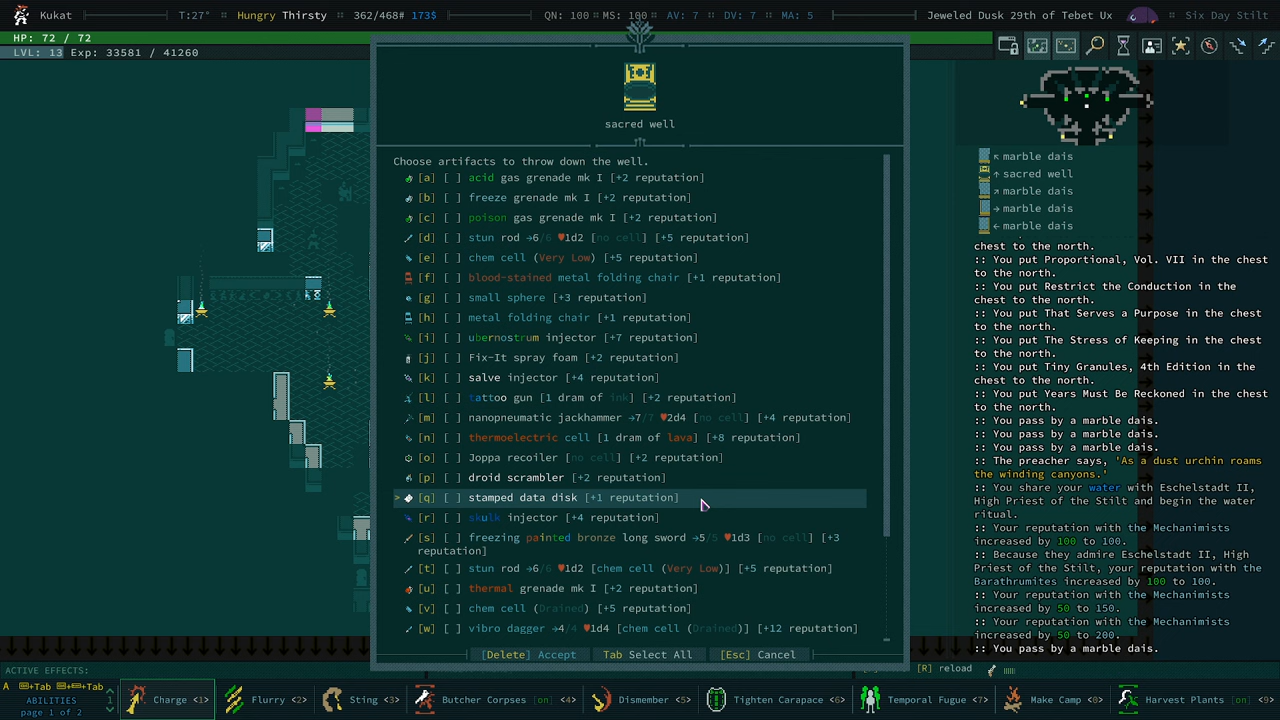 Kukat T:27° Hungry Thirsty 362/468# 173$ QN: 100 MS: 100 AV: 7 DV: 7 MA: 5 Jeweled Dusk 29th of Tebet Ux Six Day Stilt
HP: 72 / 72
LVL: 13 Exp: 33581 / 41260
sacred well
Choose artifacts to throw down the well.
[a] [ ] acid gas grenade mk I [+2 reputation]
[b] [ ] freeze grenade mk I [+2 reputation]
[c] [ ] poison gas grenade mk I [+2 reputation]
[d] [ ] stun rod →6/6 ♥1d2 [no cell] [+5 reputation]
[e] [ ] chem cell (Very Low) [+5 reputation]
[f] [ ] blood-stained metal folding chair [+1 reputation]
[g] [ ] small sphere [+3 reputation]
[h] [ ] metal folding chair [+1 reputation]
[i] [ ] ubernostrum injector [+7 reputation]
[j] [ ] Fix-It spray foam [+2 reputation]
[k] [ ] salve injector [+4 reputation]
[l] [ ] tattoo gun [1 dram of ink] [+2 reputation]
[m] [ ] nanopneumatic jackhammer →7/7 ♥2d4 [no cell] [+4 reputation]
[n] [ ] thermoelectric cell [1 dram of lava] [+8 reputation]
[o] [ ] Joppa recoiler [no cell] [+2 reputation]
[p] [ ] droid scrambler [+2 reputation]
> [q] [ ] stamped data disk [+1 reputation]
[r] [ ] skulk injector [+4 reputation]
[s] [ ] freezing painted bronze long sword →5/5 ♥1d3 [no cell] [+3
reputation]
[t] [ ] stun rod →6/6 ♥1d2 [chem cell (Very Low)] [+5 reputation]
[u] [ ] thermal grenade mk I [+2 reputation]
[v] [ ] chem cell (Drained) [+5 reputation]
[w] [ ] vibro dagger →4/4 ♥1d4 [chem cell (Drained)] [+12 reputation]
[Delete] Accept Tab Select All [Esc] Cancel
↖ marble dais
↑ sacred well
↗ marble dais
→ marble dais
← marble dais
chest to the north.
:: You put Proportional, Vol. VII in the chest
to the north.
:: You put Restrict the Conduction in the
chest to the north.
:: You put That Serves a Purpose in the chest
to the north.
:: You put The Stress of Keeping in the chest
to the north.
:: You put Tiny Granules, 4th Edition in the
chest to the north.
:: You put Years Must Be Reckoned in the chest
to the north.
:: You pass by a marble dais.
:: You pass by a marble dais.
:: You pass by a marble dais.
:: The preacher says, 'As a dust urchin roams
the winding canyons.'
:: You share your water with Eschelstadt II,
High Priest of the Stilt and begin the water
ritual.
:: Your reputation with the Mechanimists
increased by 100 to 100.
:: Because they admire Eschelstadt II, High
Priest of the Stilt, your reputation with the
Barathrumites increased by 100 to 100.
:: Your reputation with the Mechanimists
increased by 50 to 150.
:: Your reputation with the Mechanimists
increased by 50 to 200.
:: You pass by a marble dais.
ACTIVE EFFECTS:
[R] reload
A +Tab +Tab
ABILITIES 1
page 1 of 2
Charge <1> Flurry <2> Sting <3> Butcher Corpses [on] <4> Dismember <5> Tighten Carapace <6> Temporal Fugue <7> Make Camp <0> Harvest Plants [on] <9>